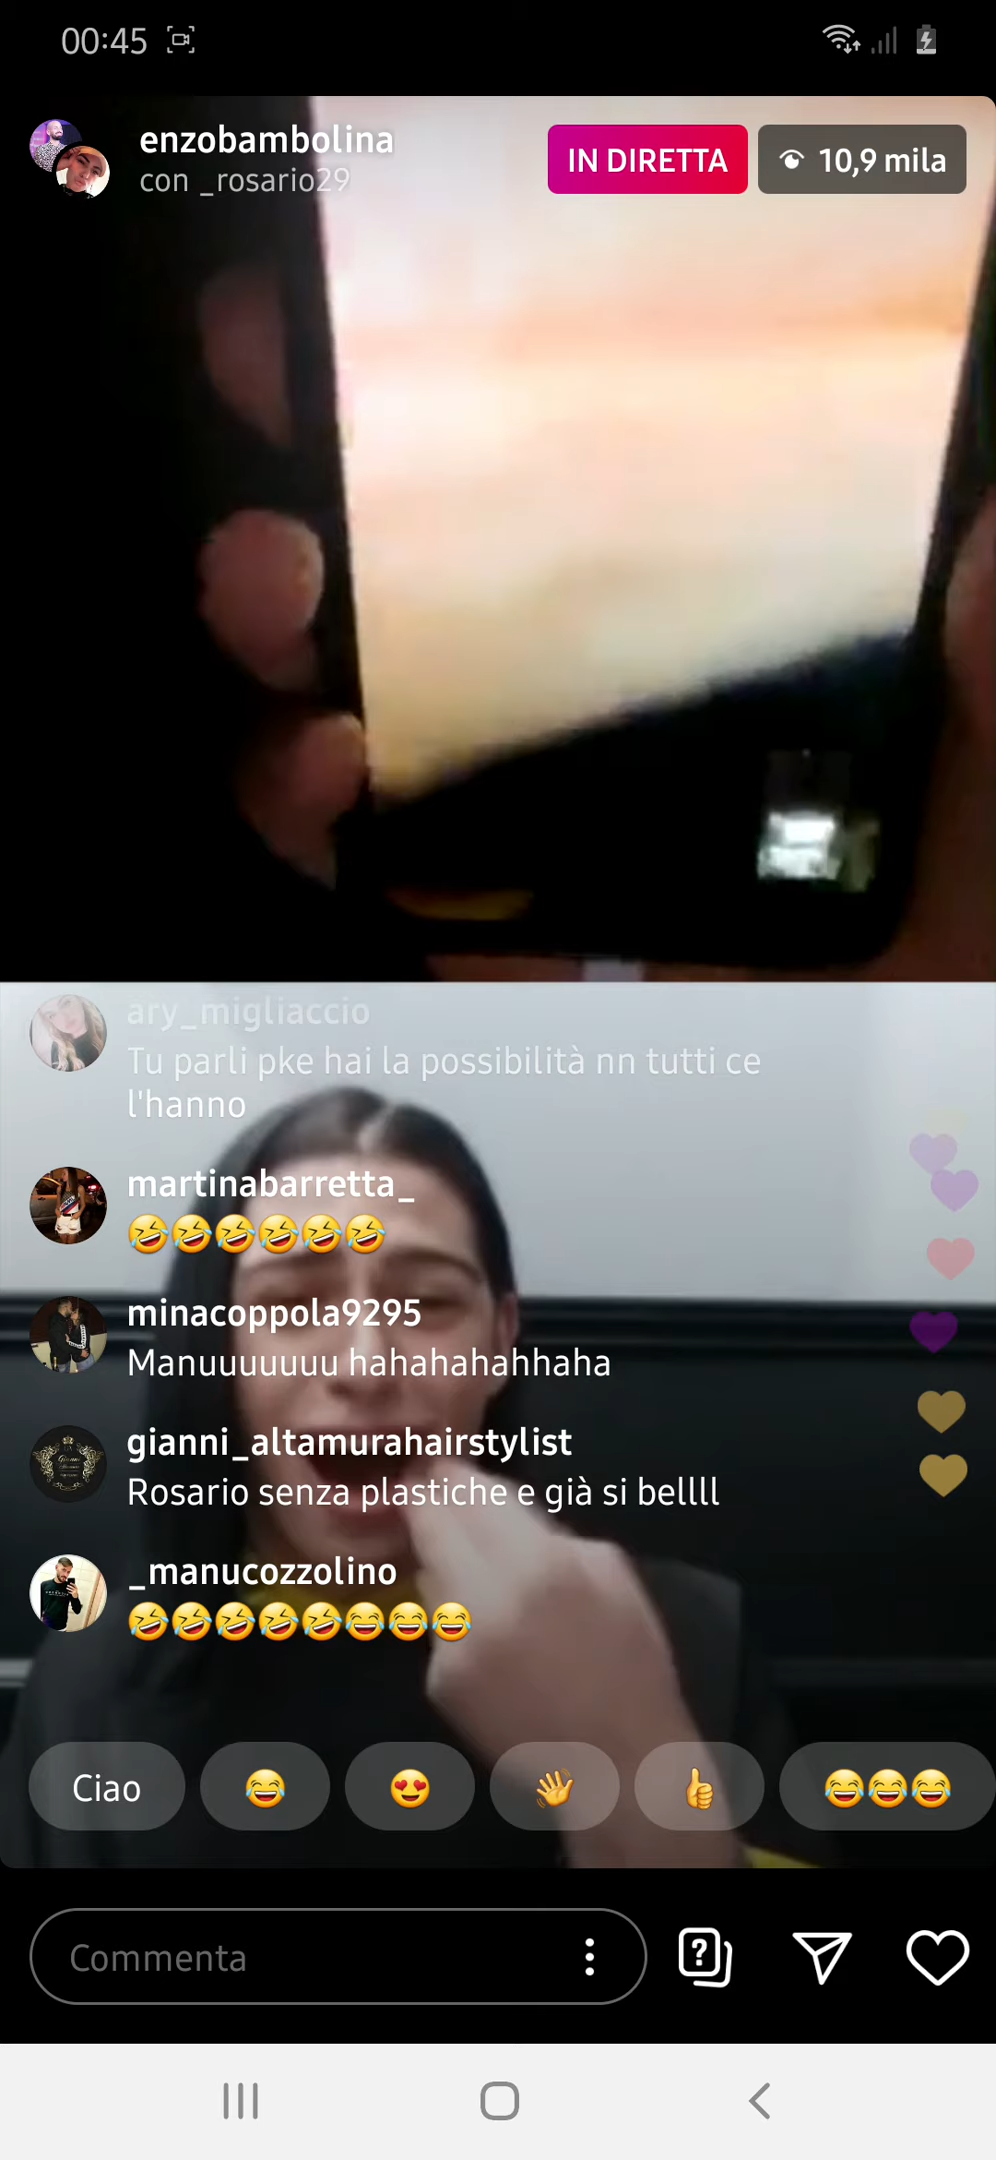 00:45
enzobambolina
con _rosario29
IN DIRETTA
10,9 mila
ary_migliaccio
Tu parli pke hai la possibilità nn tutti ce
l'hanno
martinabarretta_
🤣🤣🤣🤣🤣🤣
minacoppola9295
Manuuuuuuu hahahahahhaha
gianni_altamurahairstylist
Rosario senza plastiche e già si bellll
_manucozzolino
🤣🤣🤣🤣🤣😂😂😂
Ciao 😂 😍 👋 👍 😂😂😂
Commenta